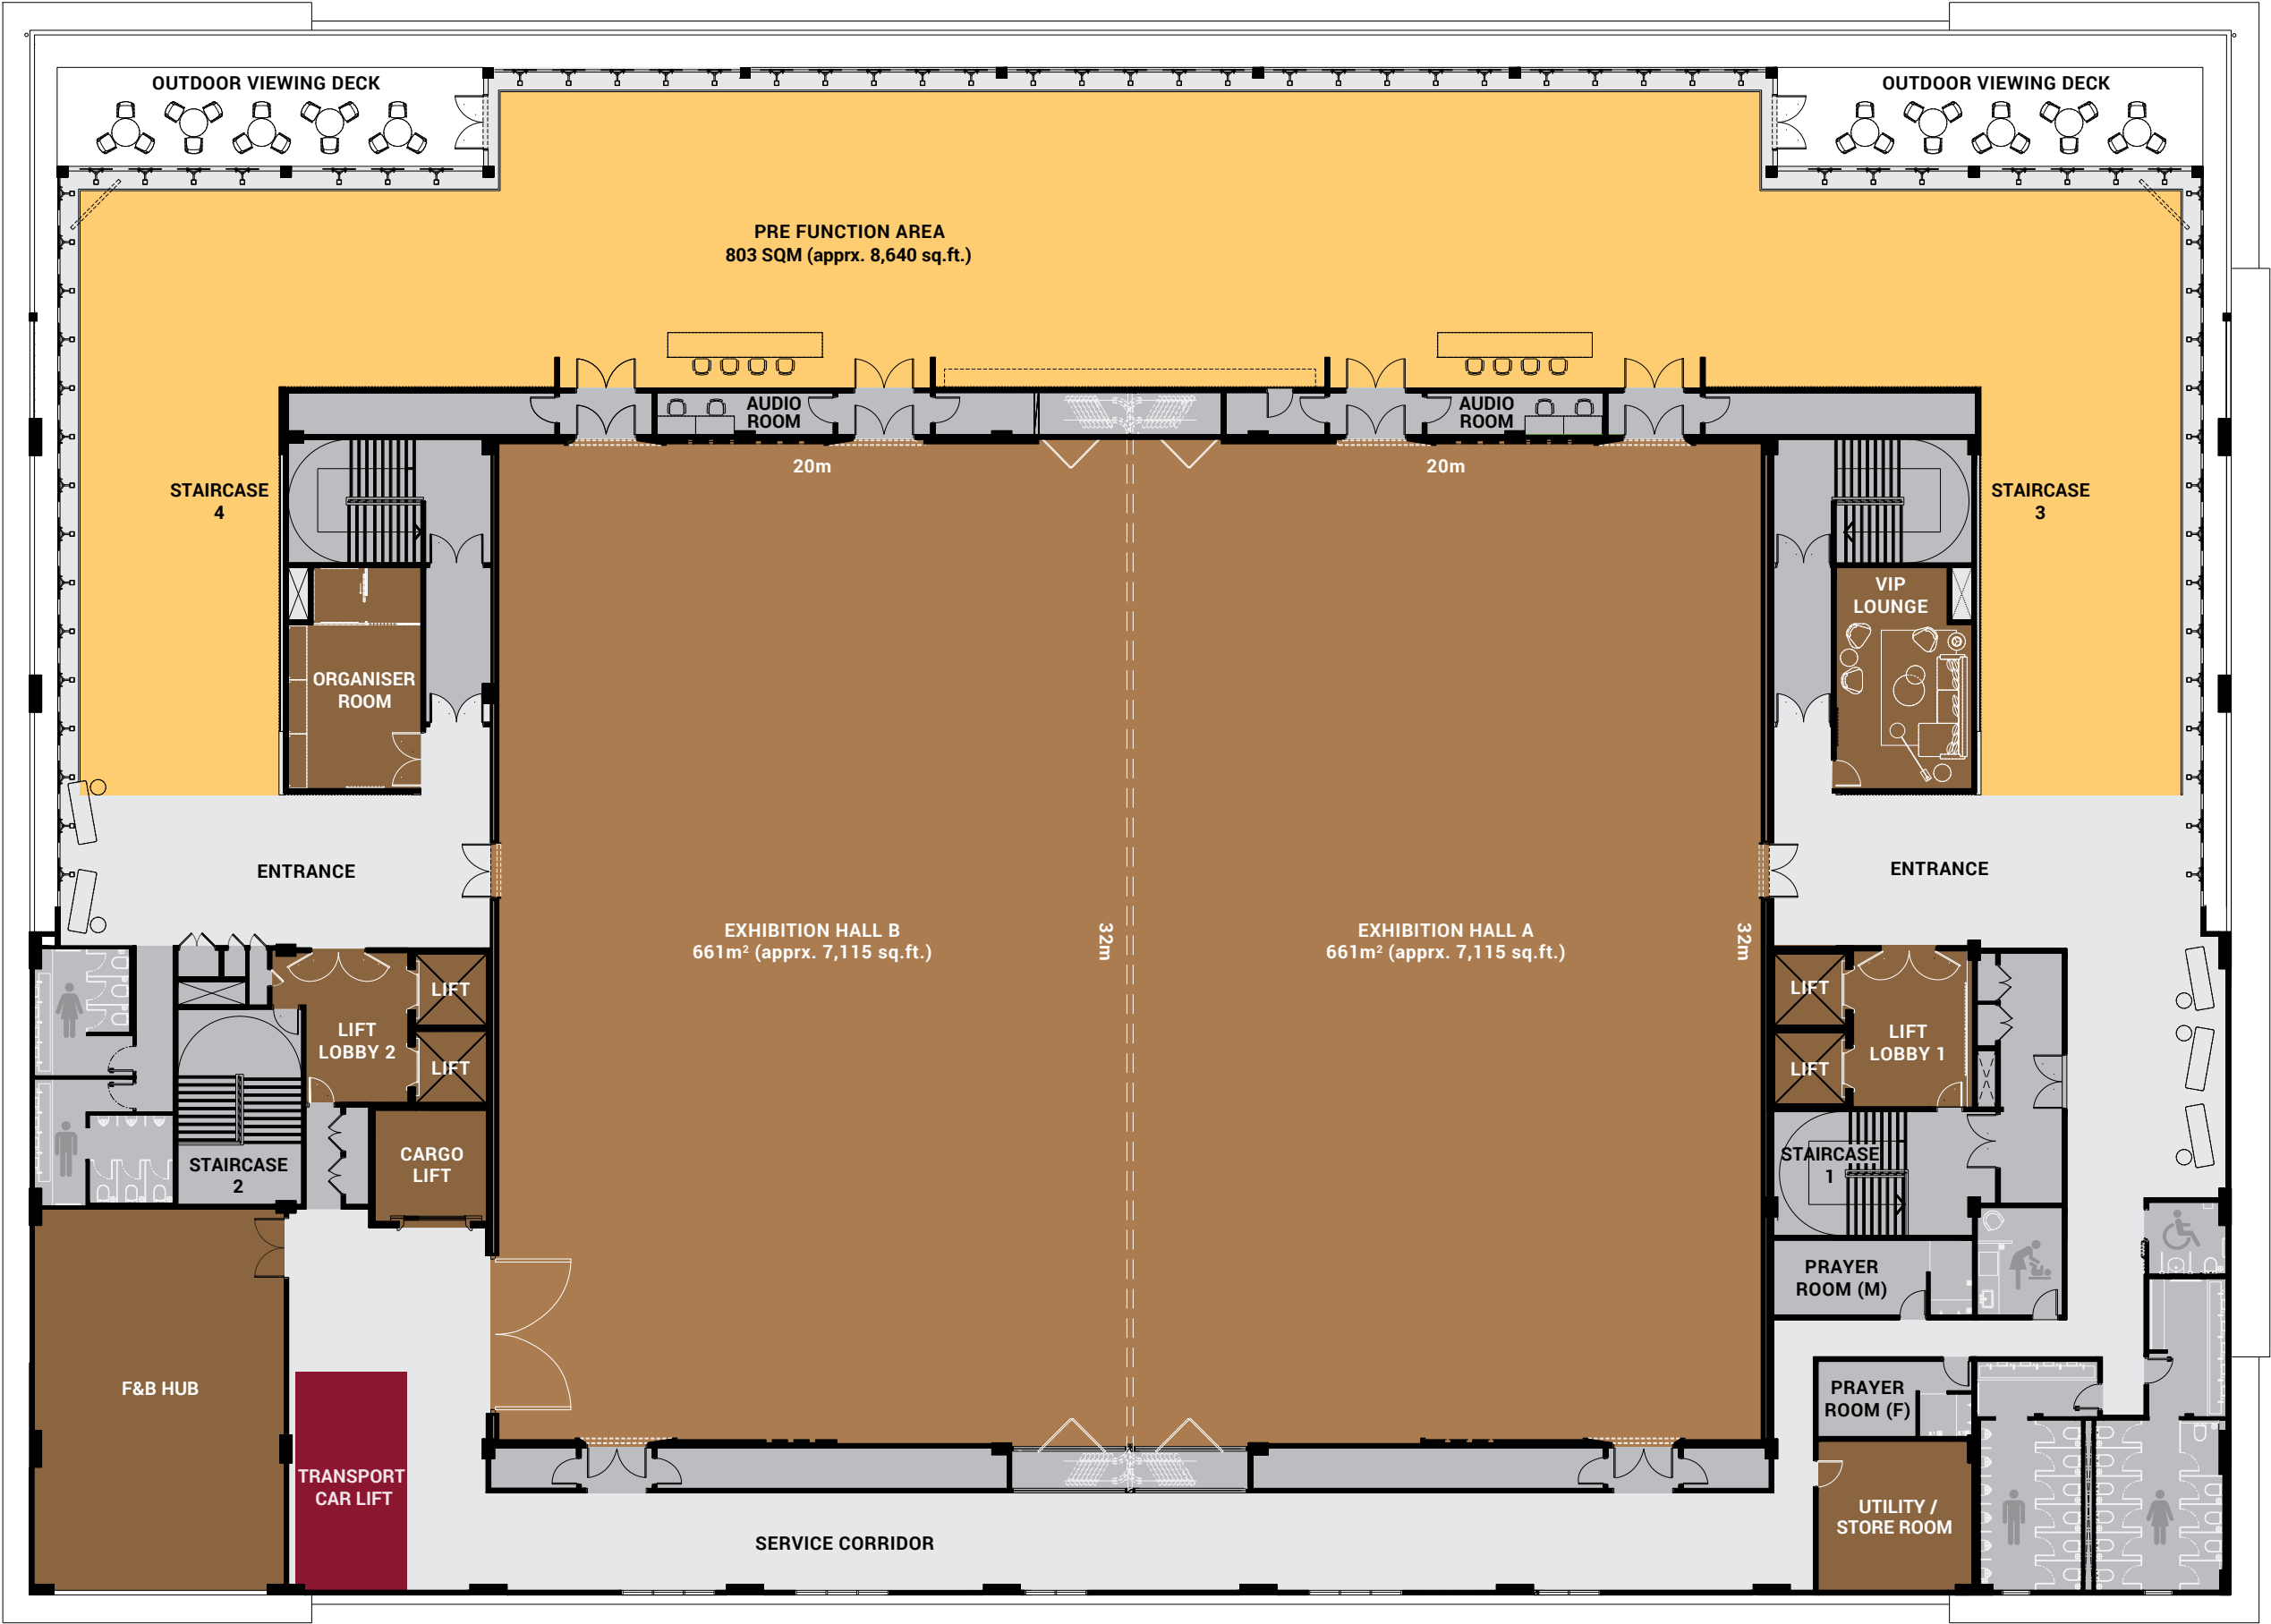 OUTDOOR VIEWING DECK
OUTDOOR VIEWING DECK
PRE FUNCTION AREA
803 SQM (apprx. 8,640 sq.ft.)
AUDIO
ROOM
AUDIO
ROOM
20m
20m
STAIRCASE
4
STAIRCASE
3
VIP
LOUNGE
ORGANISER
ROOM
ENTRANCE
ENTRANCE
EXHIBITION HALL B
661m² (apprx. 7,115 sq.ft.)
32m
EXHIBITION HALL A
661m² (apprx. 7,115 sq.ft.)
32m
LIFT
LIFT
LOBBY 2
LIFT
LIFT
LIFT
LOBBY 1
LIFT
CARGO
LIFT
STAIRCASE
2
STAIRCASE
1
PRAYER
ROOM (M)
F&B HUB
PRAYER
ROOM (F)
TRANSPORT
CAR LIFT
UTILITY /
STORE ROOM
SERVICE CORRIDOR